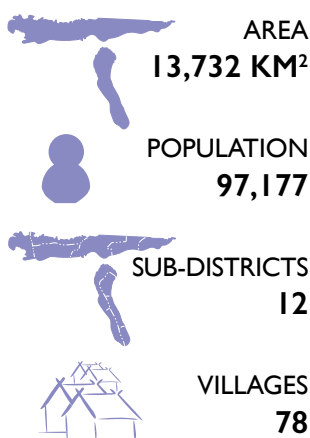 AREA
13,732 KM²
POPULATION
97,177
SUB-DISTRICTS
12
VILLAGES
78